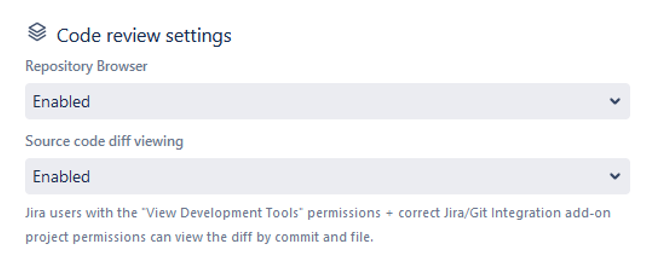 Code review settings
Repository Browser
Enabled
Source code diff viewing
Enabled
Jira users with the "View Development Tools" permissions + correct Jira/Git Integration add-on
project permissions can view the diff by commit and file.